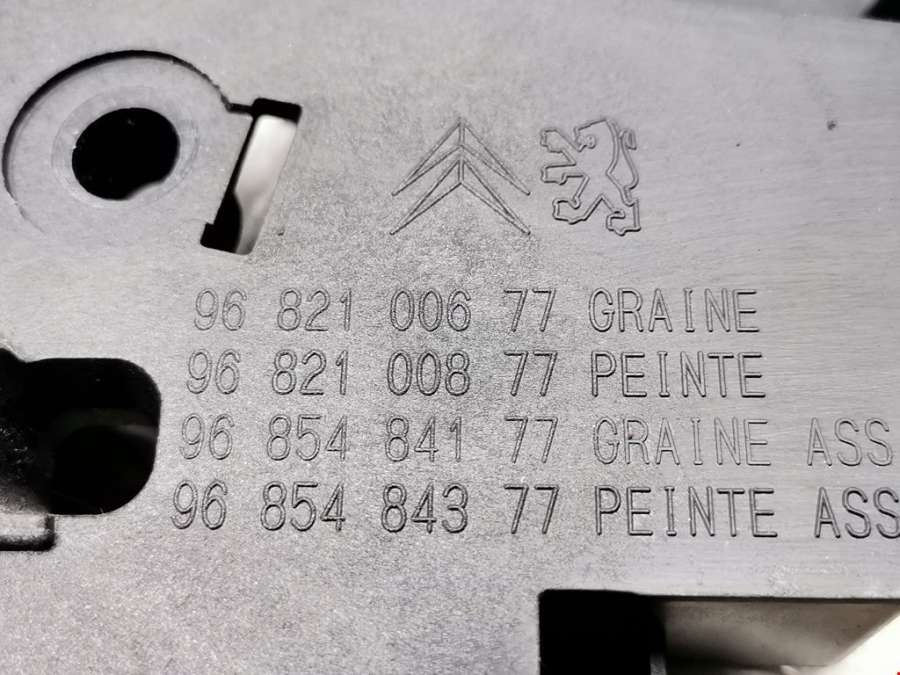 96 821 006 77 GRAINE
96 821 008 77 PEINTE
96 854 841 77 GRAINE ASS
96 854 843 77 PEINTE ASS